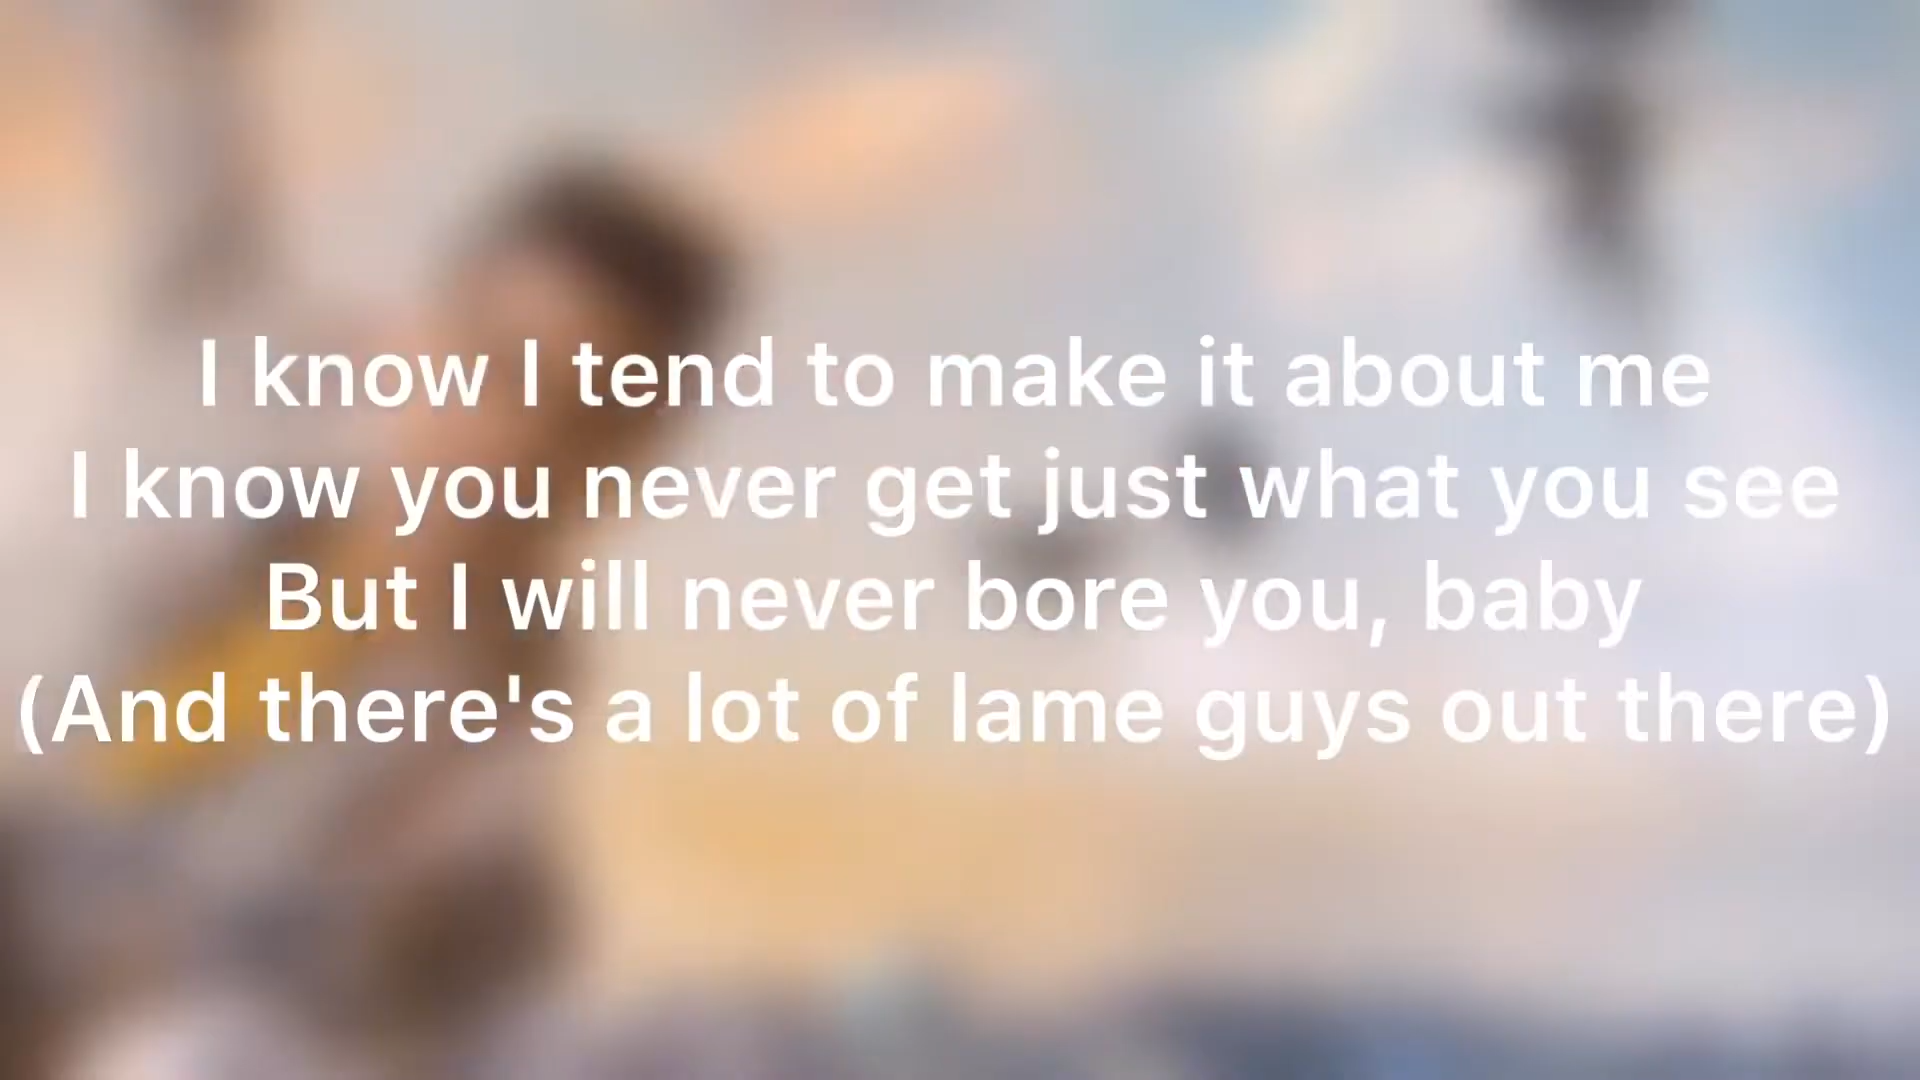 I know I tend to make it about me
I know you never get just what you see
But I will never bore you, baby
(And there's a lot of lame guys out there)